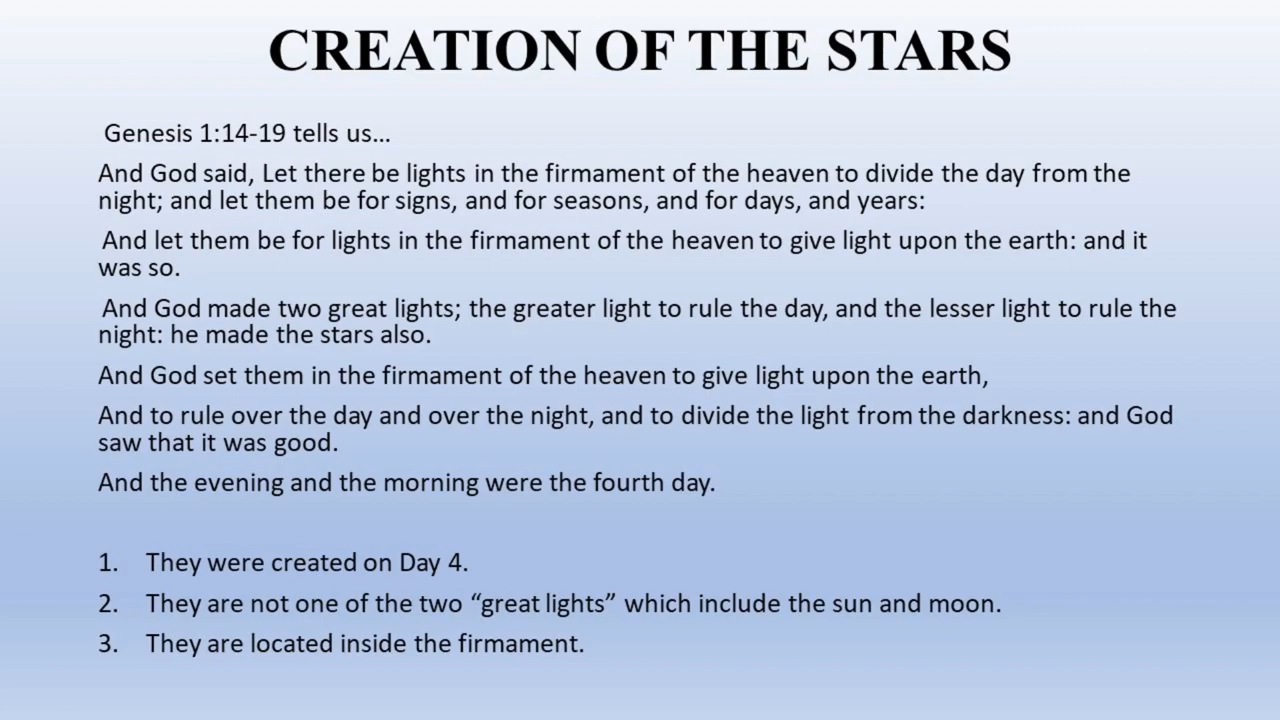 CREATION OF THE STARS
Genesis 1:14-19 tells us...
And God said, Let there be lights in the firmament of the heaven to divide the day from the
night; and let them be for signs, and for seasons, and for days, and years:
And let them be for lights in the firmament of the heaven to give light upon the earth: and it
was so.
And God made two great lights; the greater light to rule the day, and the lesser light to rule the
night: he made the stars also.
And God set them in the firmament of the heaven to give light upon the earth,
And to rule over the day and over the night, and to divide the light from the darkness: and God
saw that it was good.
And the evening and the morning were the fourth day.
1. They were created on Day 4.
2. They are not one of the two “great lights” which include the sun and moon.
3. They are located inside the firmament.